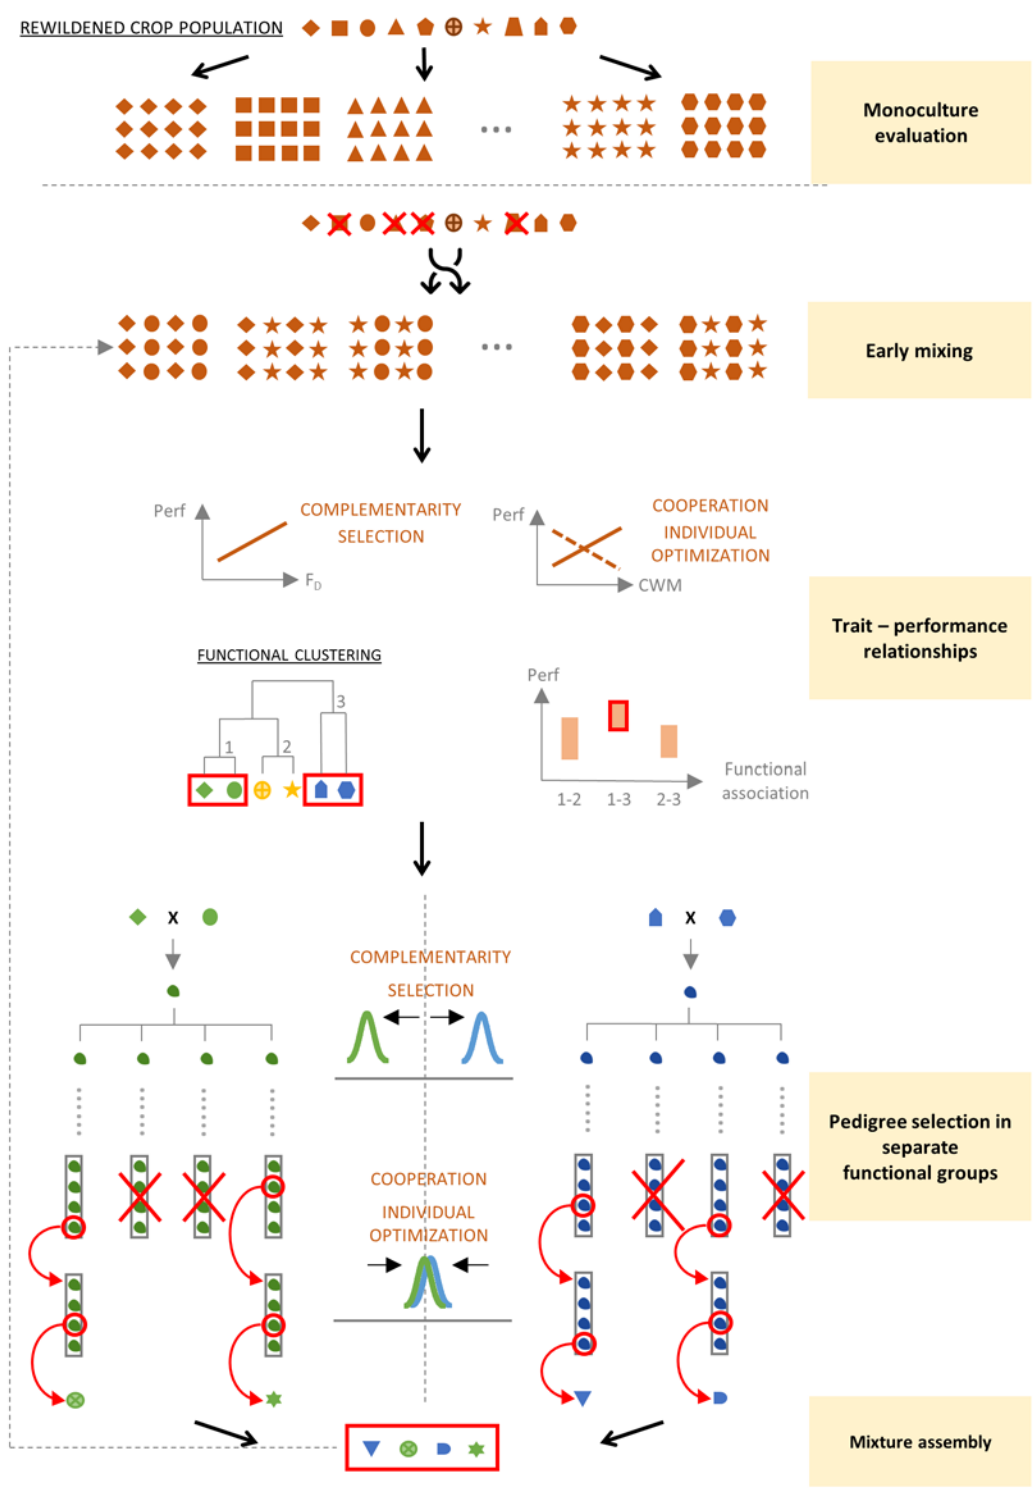 REWILDENED CROP POPULATION
Monoculture
evaluation
Early mixing
Perf
COMPLEMENTARITY
SELECTION
F_D
Perf
COOPERATION
INDIVIDUAL
OPTIMIZATION
CWM
Trait – performance
relationships
FUNCTIONAL CLUSTERING
1
2
3
Perf
Functional
association
1-2
1-3
2-3
X
X
COMPLEMENTARITY
SELECTION
COOPERATION
INDIVIDUAL
OPTIMIZATION
Pedigree selection in
separate
functional groups
Mixture assembly